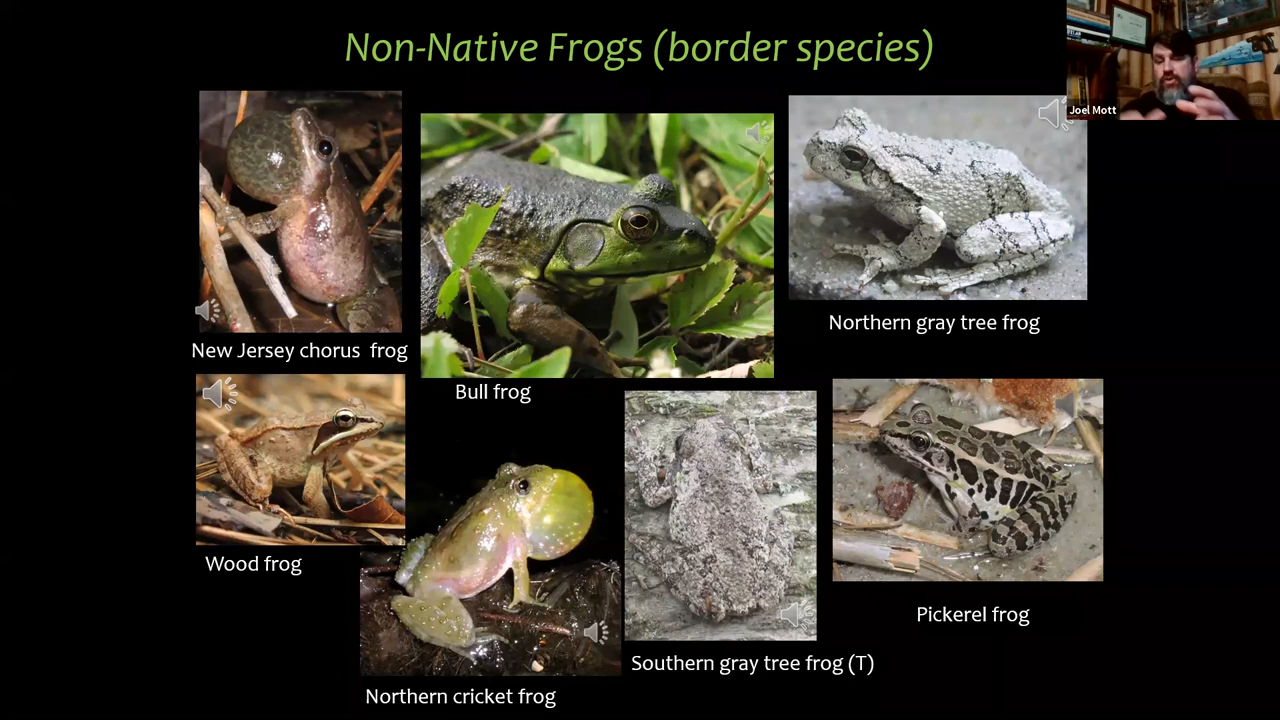 Non-Native Frogs (border species)
Joel Mott
New Jersey chorus frog
Bull frog
Northern gray tree frog
Wood frog
Northern cricket frog
Southern gray tree frog (T)
Pickerel frog